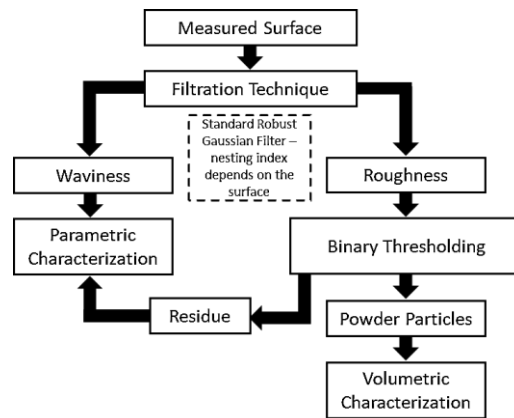 Measured Surface
Filtration Technique
Standard Robust
Gaussian Filter –
nesting index
depends on the
surface
Waviness
Roughness
Parametric
Characterization
Binary Thresholding
Residue
Powder Particles
Volumetric
Characterization